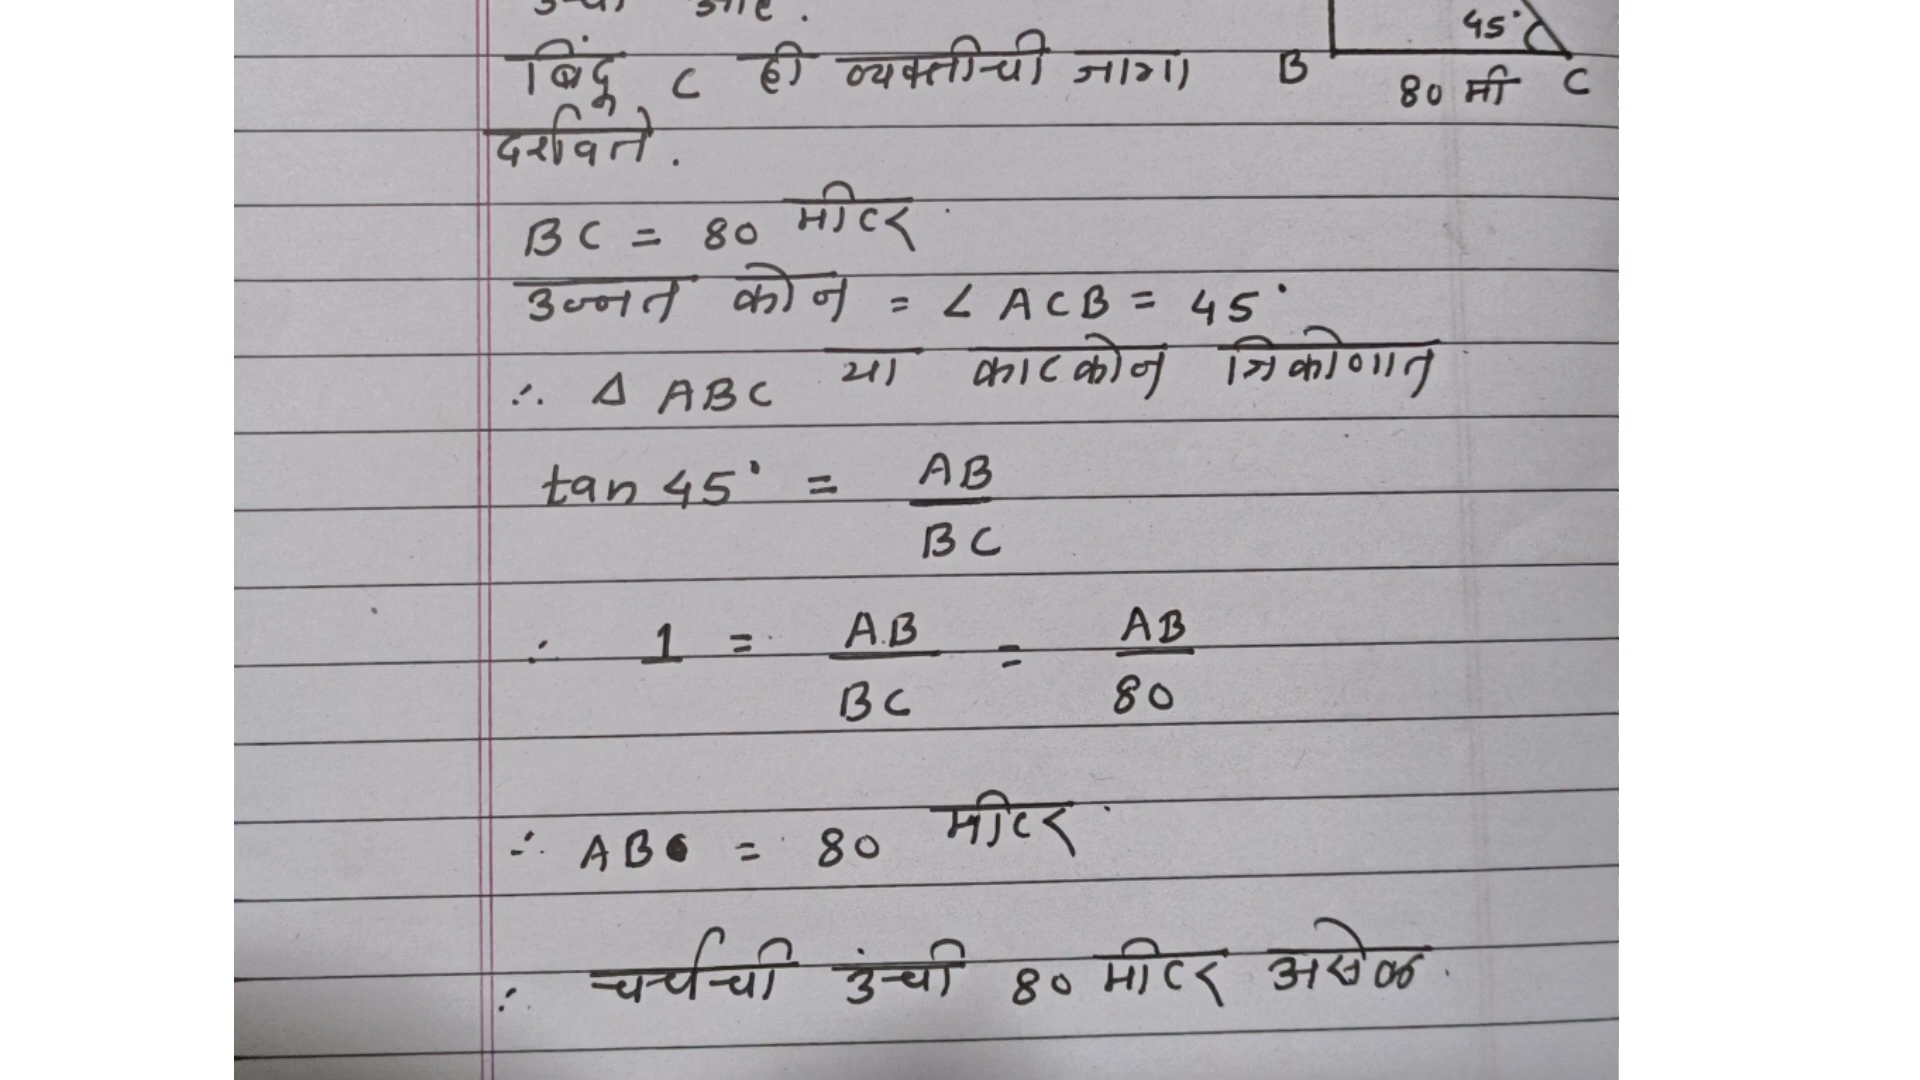 उंची आहे.
45°
बिंदू C ही व्यक्तीची जागा
B
80 मी C
दर्शविते.
BC = 80 मीटर
उन्नत कोन = ∠ ACB = 45°
∴ Δ ABC या काटकोन त्रिकोणात
tan 45° = AB / BC
∴ 1 = AB / BC = AB / 80
∴ AB = 80 मीटर
∴ चर्चची उंची 80 मीटर असेल.